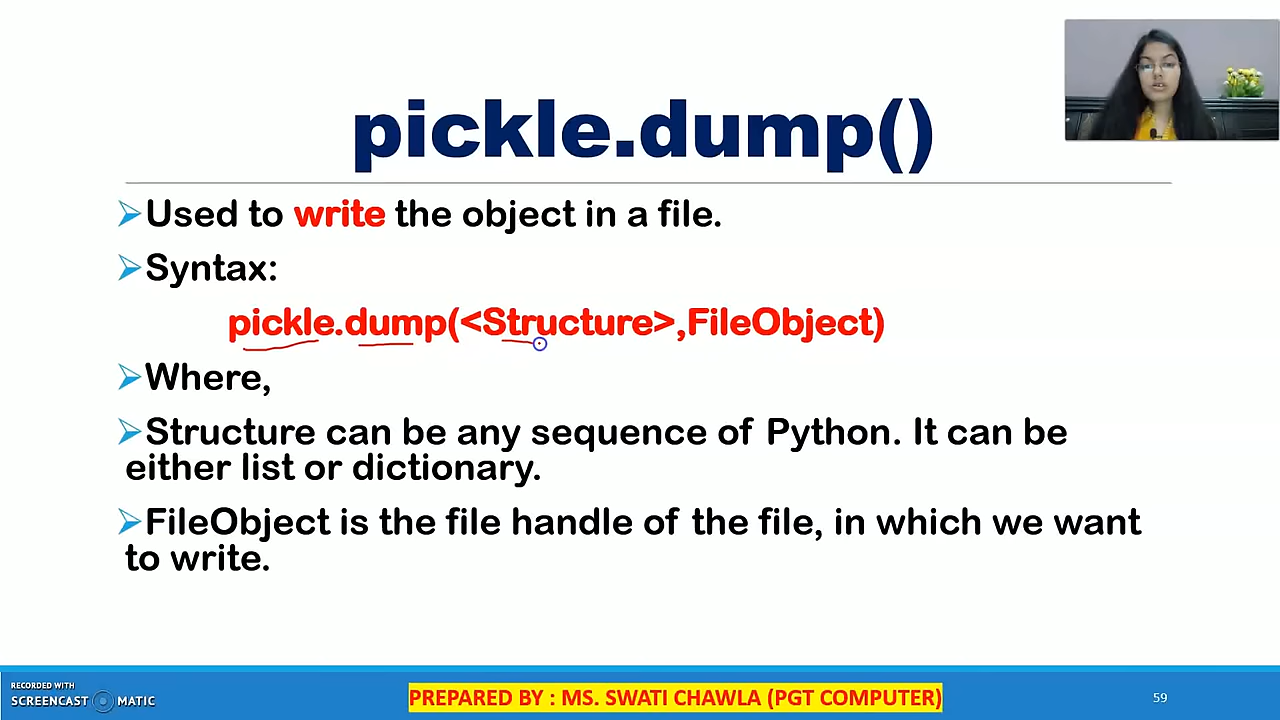 pickle.dump()
Used to write the object in a file.
Syntax:
pickle.dump(<Structure>,FileObject)
Where,
Structure can be any sequence of Python. It can be
either list or dictionary.
FileObject is the file handle of the file, in which we want
to write.
RECORDED WITH
SCREENCAST MATIC
PREPARED BY : MS. SWATI CHAWLA (PGT COMPUTER)
59